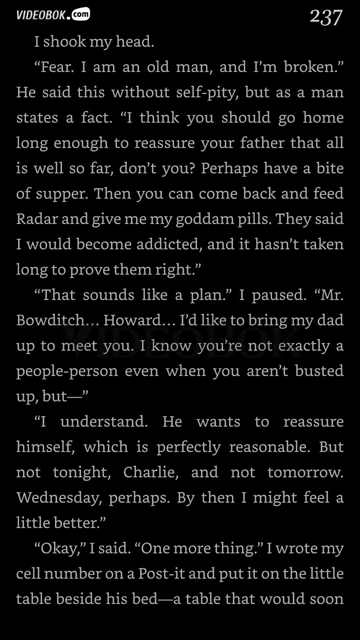 VIDEOBOK.com
237
I shook my head.
“Fear. I am an old man, and I’m broken.”
He said this without self-pity, but as a man
states a fact. “I think you should go home
long enough to reassure your father that all
is well so far, don’t you? Perhaps have a bite
of supper. Then you can come back and feed
Radar and give me my goddam pills. They said
I would become addicted, and it hasn’t taken
long to prove them right.”
“That sounds like a plan.” I paused. “Mr.
Bowditch… Howard… I’d like to bring my dad
up to meet you. I know you’re not exactly a
people-person even when you aren’t busted
up, but—”
“I understand. He wants to reassure
himself, which is perfectly reasonable. But
not tonight, Charlie, and not tomorrow.
Wednesday, perhaps. By then I might feel a
little better.”
“Okay,” I said. “One more thing.” I wrote my
cell number on a Post-it and put it on the little
table beside his bed—a table that would soon
VIDEOBOK